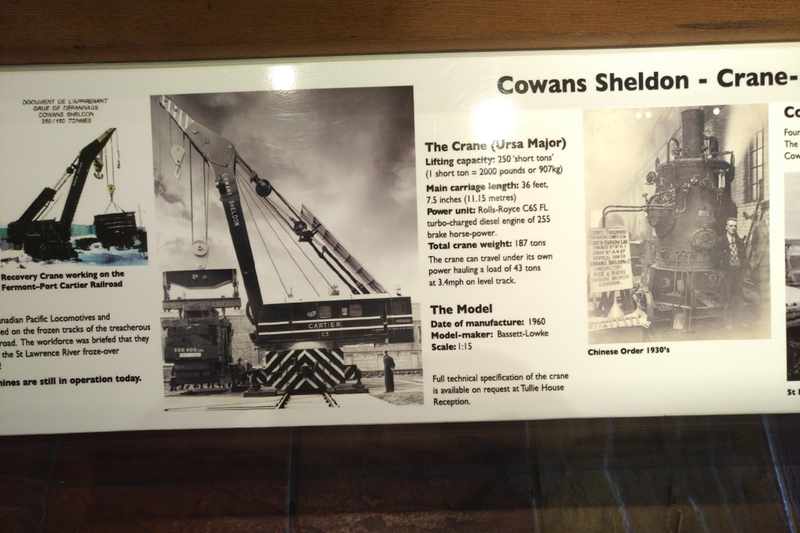 Cowans Sheldon - Crane-
DOCUMENT DE L'APPRENANT
GRUE DE DÉPANNAGE
COWANS SHELDON
250/150 TONNES
Recovery Crane working on the
Fermont-Port Cartier Railroad
nadian Pacific Locomotives and
ed on the frozen tracks of the treacherous
road. The workforce was briefed that they
the St Lawrence River froze-over
nines are still in operation today.
COWANS SHELDON
CARTIER
The Crane (Ursa Major)
Lifting capacity: 250 'short tons'
(1 short ton = 2000 pounds or 907kg)
Main carriage length: 36 feet,
7.5 inches (11.15 metres)
Power unit: Rolls-Royce C6S FL
turbo-charged diesel engine of 255
brake horse-power.
Total crane weight: 187 tons
The crane can travel under its own
power hauling a load of 43 tons
at 3.4mph on level track.
The Model
Date of manufacture: 1960
Model-maker: Bassett-Lowke
Scale: 1:15
Full technical specification of the crane
is available on request at Tullie House
Reception.
Chinese Order 1930's
Co
Foun
The
Cow
St